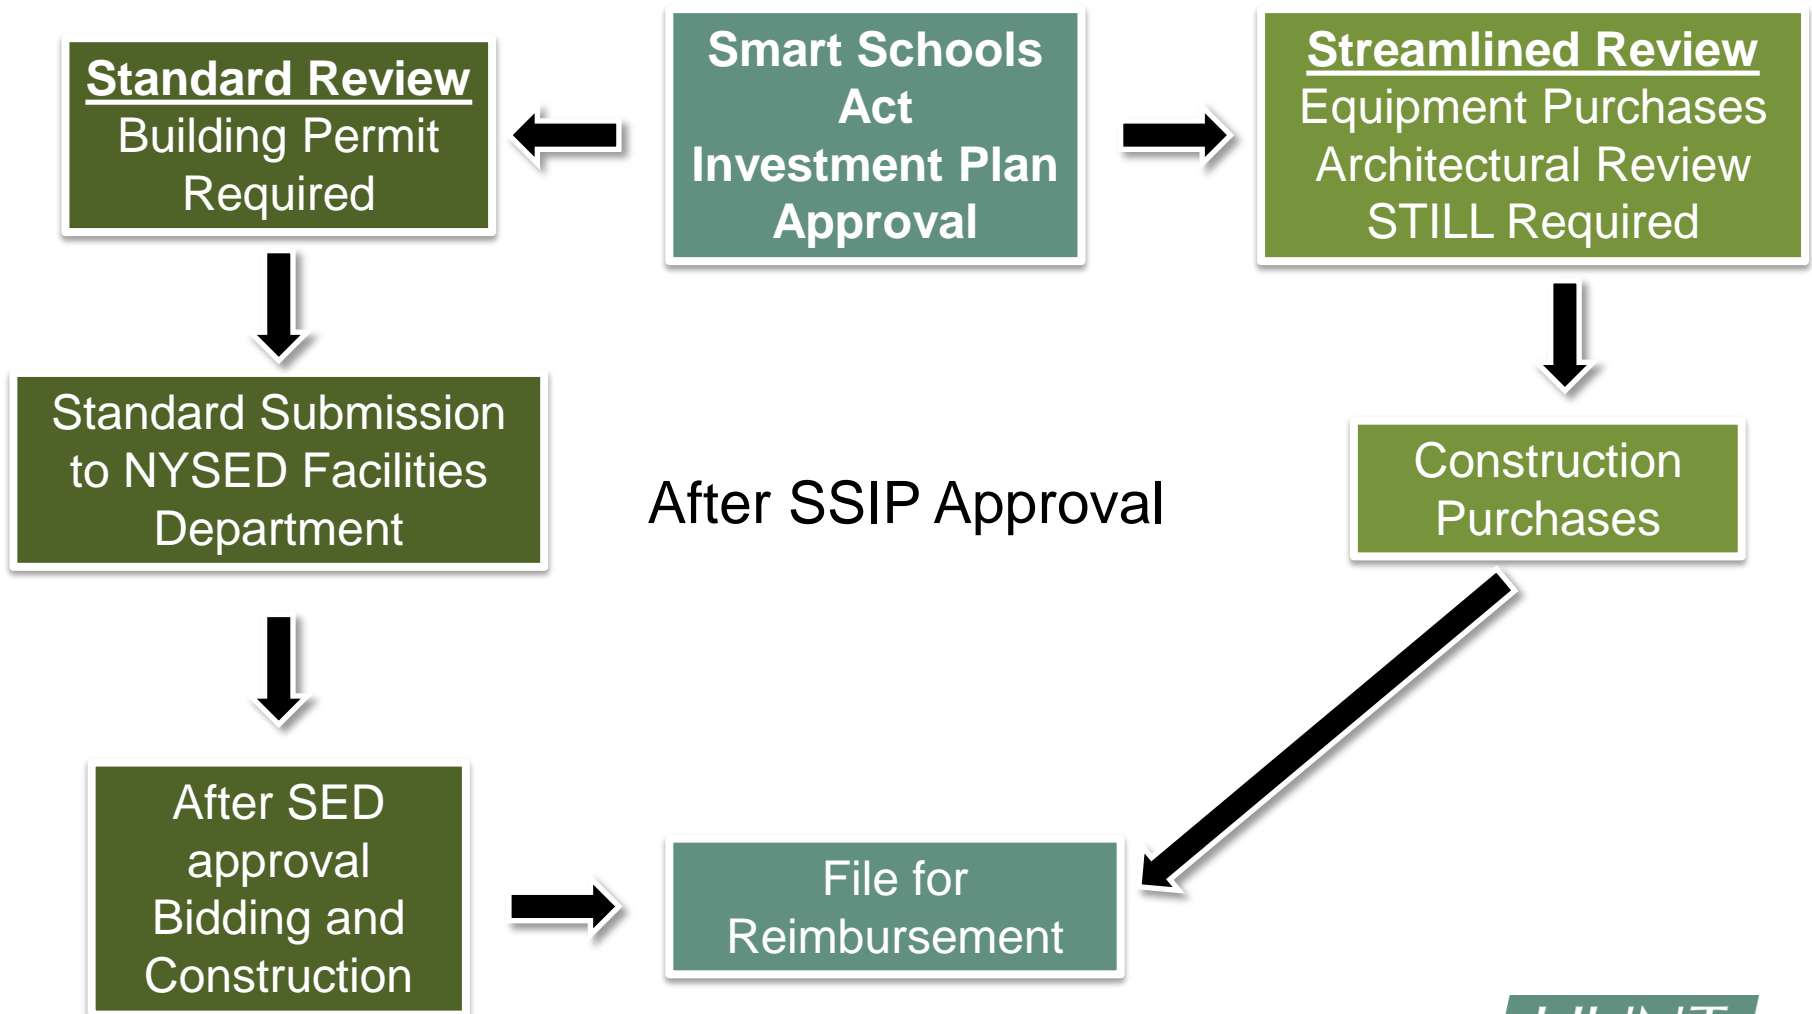 Standard Review
Building Permit
Required
Smart Schools
Act
Investment Plan
Approval
Streamlined Review
Equipment Purchases
Architectural Review
STILL Required
Standard Submission
to NYSED Facilities
Department
After SSIP Approval
Construction
Purchases
After SED
approval
Bidding and
Construction
File for
Reimbursement